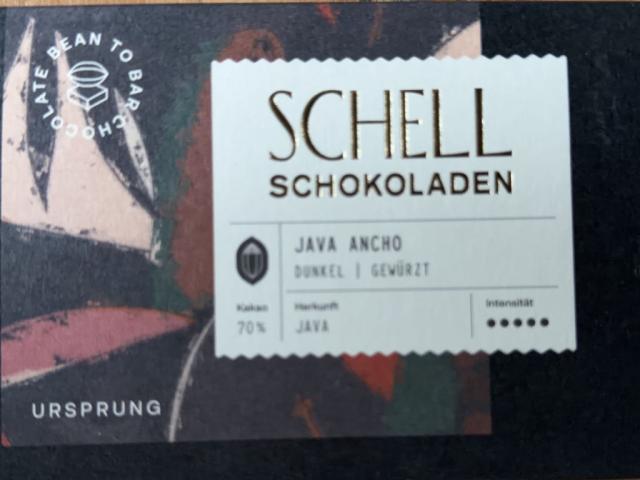 BEAN TO BAR CHOCOLATE
SCHELL
SCHOKOLADEN
JAVA ANCHO
DUNKEL | GEWÜRZT
Kakao
70%
Herkunft
JAVA
Intensität
URSPRUNG